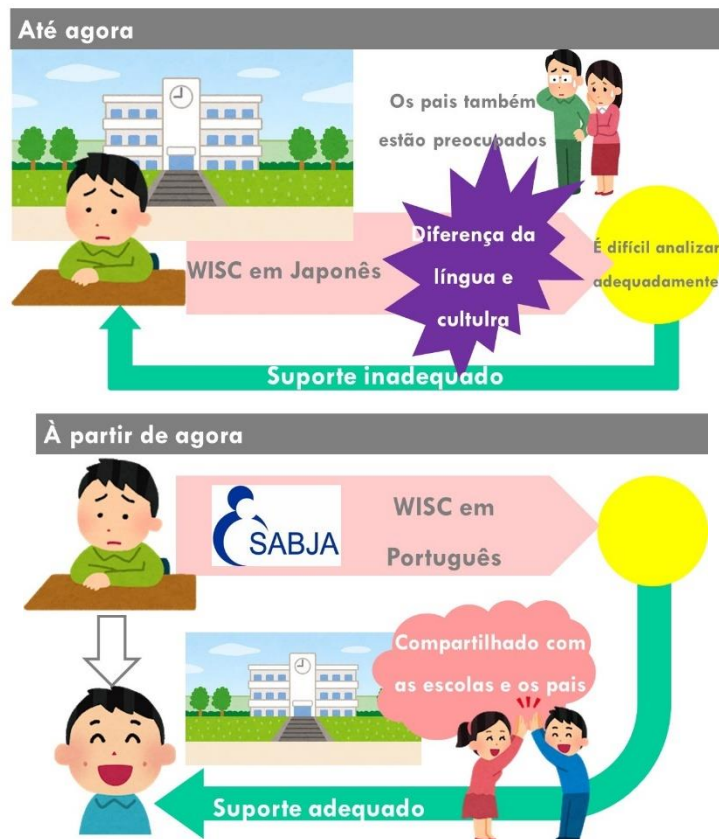 Até agora
Os pais também
estão preocupados
WISC em Japonês
Diferença da
língua e
cultulra
É difícil analizar
adequadamente
Suporte inadequado
À partir de agora
SABJA
WISC em
Português
Compartilhado com
as escolas e os pais
Suporte adequado